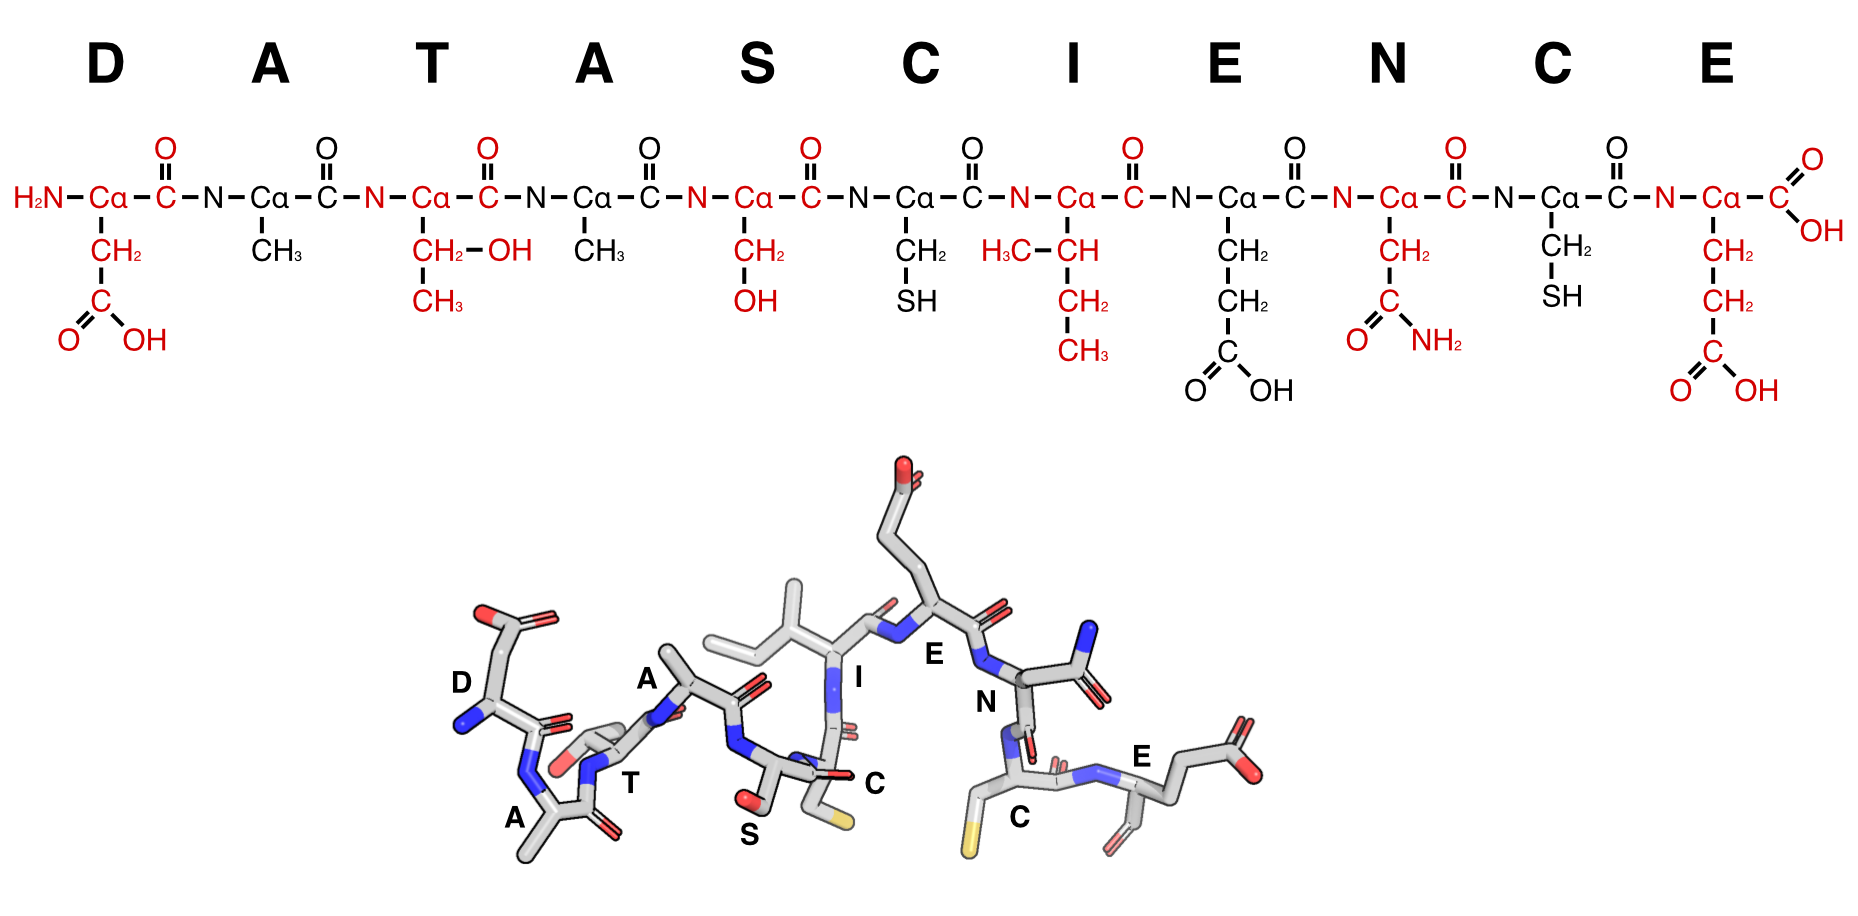 D A T A S C I E N C E
O O O O O O O O O O O
H₂N Cα C N Cα C N Cα C N Cα C N Cα C N Cα C N Cα C N Cα C N Cα C N Cα C N Cα C
OH
CH₂ CH₃ CH₂ OH CH₃ CH₂ CH₂ H₃C CH CH₂ CH₂ CH₂ CH₂
C CH₃ OH SH CH₂ CH₂ C SH CH₂
O OH O NH₂
CH₃ C C
O OH O OH
E
I
A
D
N
E
T
C
A
S
C